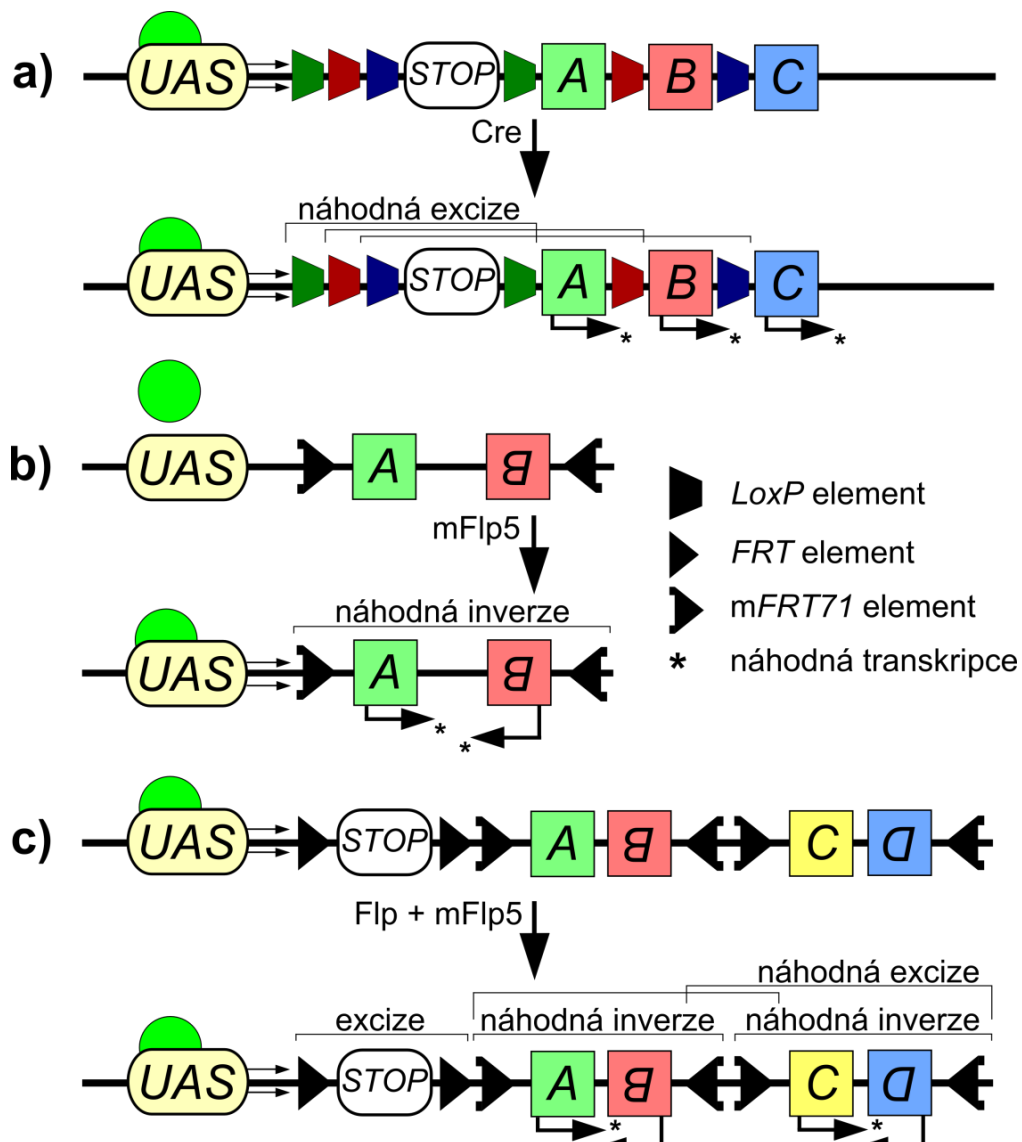 a) UAS STOP A B C
Cre
náhodná excize
UAS STOP A B C
* * *
b) UAS A B
LoxP element
mFlp5
FRT element
náhodná inverze
mFRT71 element
UAS A B
* náhodná transkripce
* *
c) UAS STOP A B C D
Flp + mFlp5
náhodná excize
excize náhodná inverze náhodná inverze
UAS STOP A B C D
* *